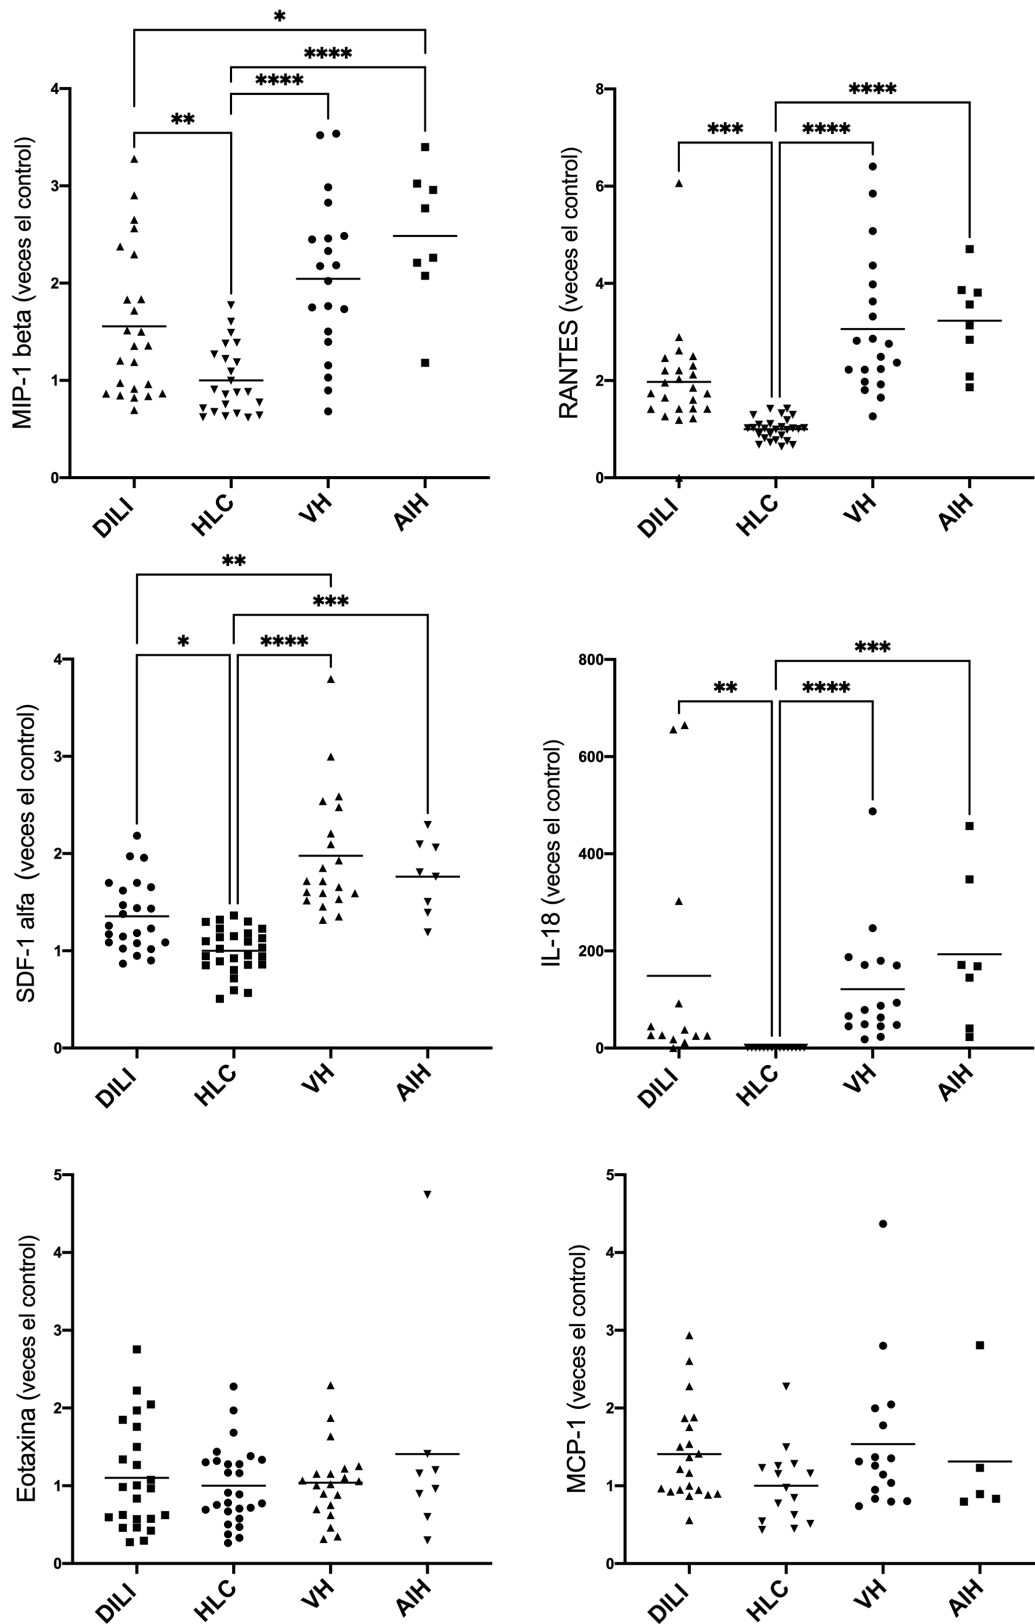 *
****
****
**
4
3
2
1
0
MIP-1 beta (veces el control)
DILI
HLC
VH
AIH
****
***
****
8
6
4
2
0
RANTES (veces el control)
DILI
HLC
VH
AIH
**
***
*
****
4
3
2
1
0
SDF-1 alfa (veces el control)
DILI
HLC
VH
AIH
***
**
****
800
600
400
200
0
IL-18 (veces el control)
DILI
HLC
VH
AIH
5
4
3
2
1
0
Eotaxina (veces el control)
DILI
HLC
VH
AIH
5
4
3
2
1
0
MCP-1 (veces el control)
DILI
HLC
VH
AIH